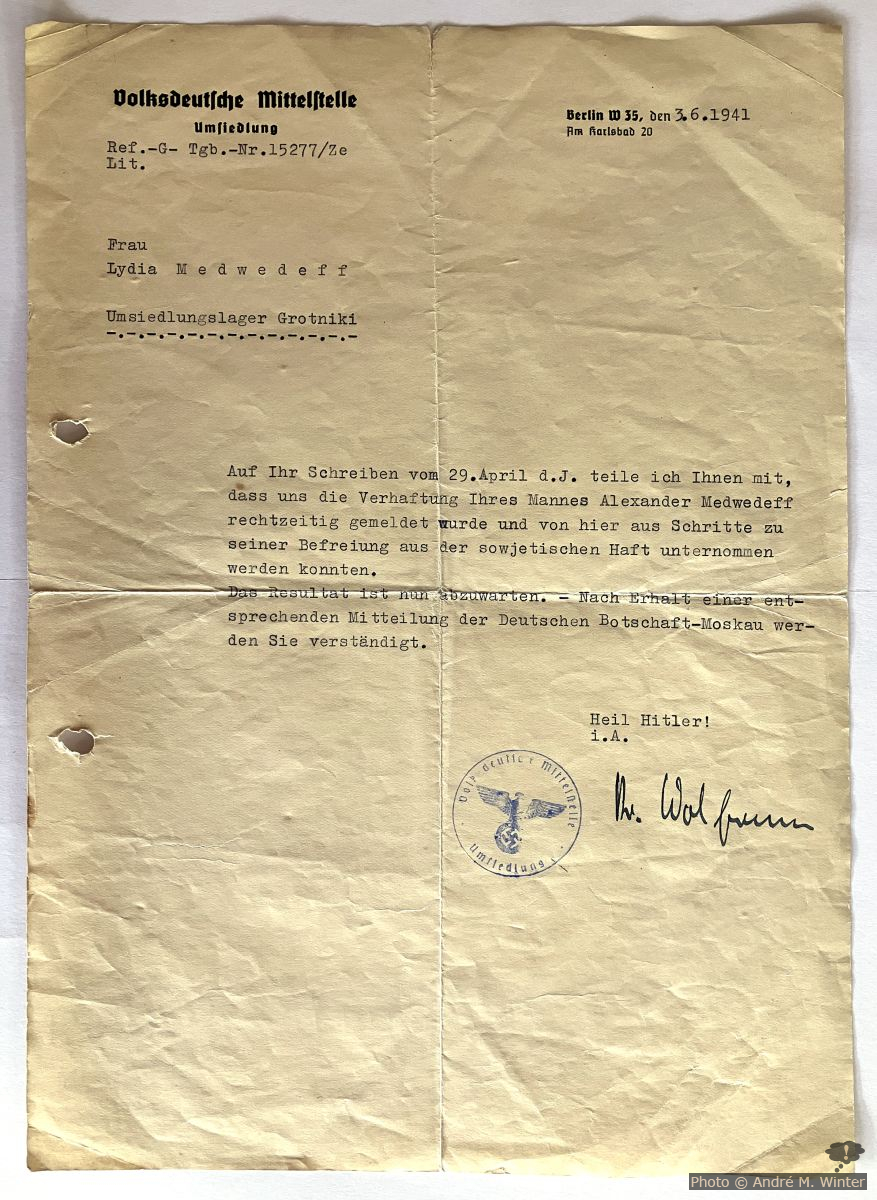 Volksdeutsche Mittelstelle
Umsiedlung
Ref.-G- Tgb.-Nr.15277/Ze
Lit.
Berlin W 35, den 3.6.1941
Am Karlsbad 20
Frau
Lydia M e d w e d e f f
Umsiedlungslager Grotniki
-.-.-.-.-.-.-.-.-.-.-.-.-
Auf Ihr Schreiben vom 29.April d.J. teile ich Ihnen mit,
dass uns die Verhaftung Ihres Mannes Alexander Medwedeff
rechtzeitig gemeldet wurde und von hier aus Schritte zu
seiner Befreiung aus der sowjetischen Haft unternommen
werden konnten.
Das Resultat ist nun abzuwarten. - Nach Erhalt einer ent-
sprechenden Mitteilung der Deutschen Botschaft-Moskau wer-
den Sie verständigt.
Heil Hitler!
i.A.
Volksdeutsche Mittelstelle
Umsiedlung
Photo © André M. Winter